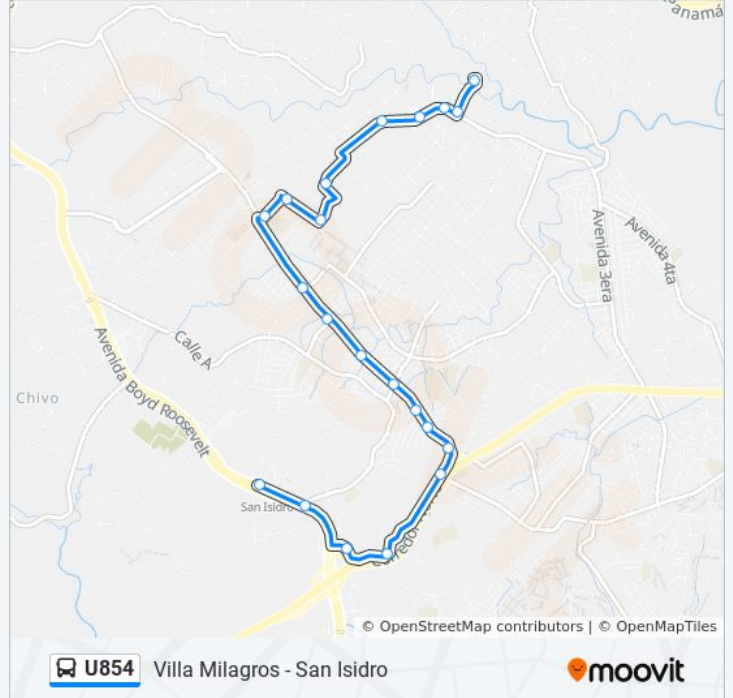 Panamá
Avenida 3era
Avenida 4ta
Calle A
Avenida Boyd Roosevelt
Chivo
San Isidro
© OpenStreetMap contributors | © OpenMapTiles
U854 Villa Milagros - San Isidro
moovit